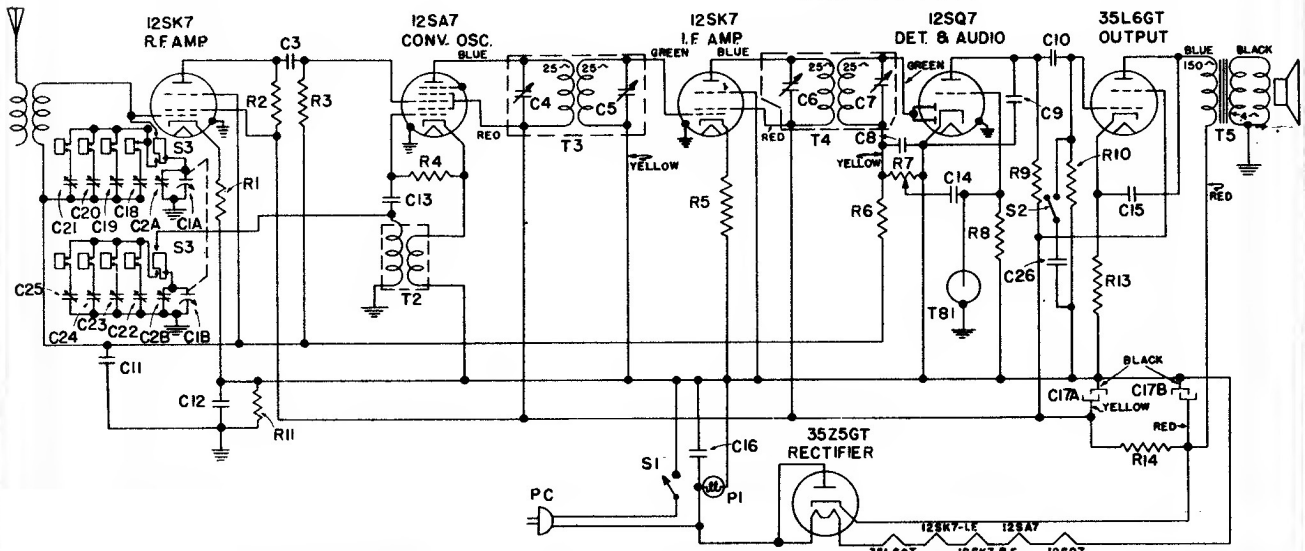 12SK7
R.F. AMP.
12SA7
CONV. OSC.
12SK7
I.F. AMP.
12SQ7
DET. & AUDIO
35L6GT
OUTPUT
C3
BLUE
GREEN
BLUE
GREEN
C10
BLUE
BLACK
R2
R3
25~
25~
25~
25~
150~
C4
C5
C6
C7
C9
4~
T5
RED
RED
S3
T3
T4
C8
R10
R4
YELLOW
YELLOW
R7
R9
R1
C13
R5
R6
C14
S2
C15
RED
C20
C18
C21
C19
C2A
C1A
R8
S3
C26
R13
T2
T81
C25
C23
C24
C22
C2B
C1B
C11
BLACK
C12
C17A
C17B
YELLOW
R11
C16
35Z5GT
RECTIFIER
RED
S1
P1
R14
PC
12SK7-I.F.
12SA7
35L6GT
12SK7-R.F.
12SQ7